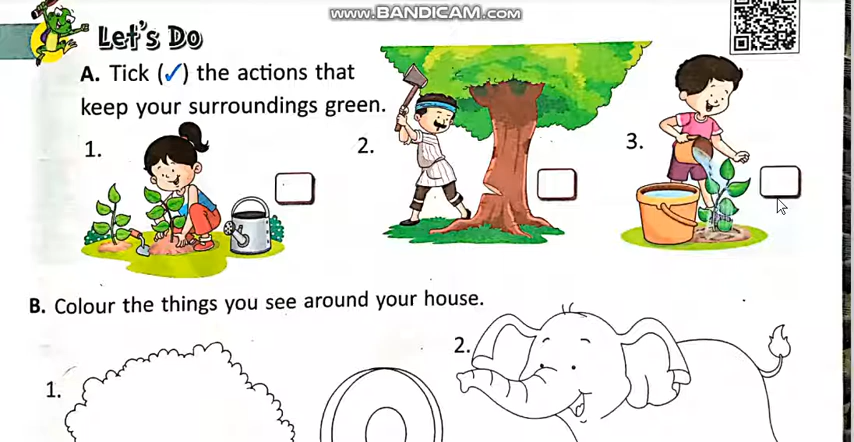 www.BANDICAM.com
Let's Do
A. Tick (✓) the actions that
keep your surroundings green.
1.
2.
3.
B. Colour the things you see around your house.
1.
2.